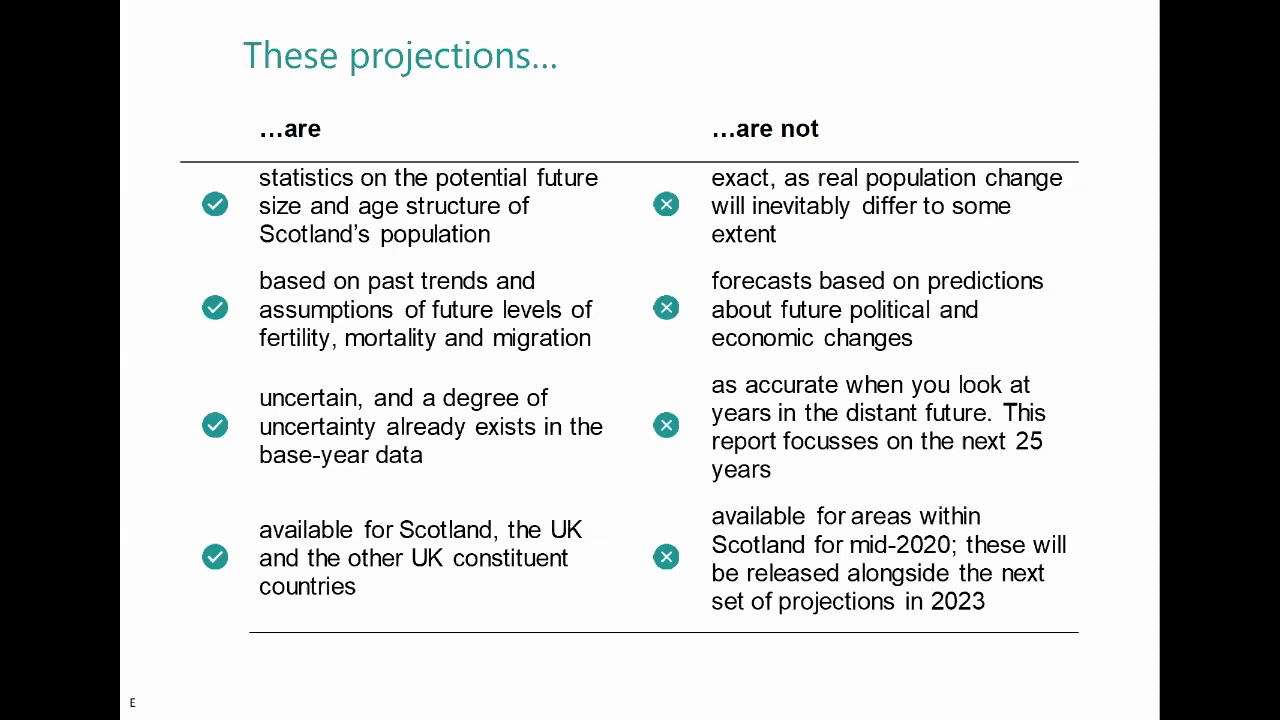 These projections...
...are
...are not
statistics on the potential future
size and age structure of
Scotland's population
exact, as real population change
will inevitably differ to some
extent
based on past trends and
assumptions of future levels of
fertility, mortality and migration
forecasts based on predictions
about future political and
economic changes
uncertain, and a degree of
uncertainty already exists in the
base-year data
as accurate when you look at
years in the distant future. This
report focusses on the next 25
years
available for Scotland, the UK
and the other UK constituent
countries
available for areas within
Scotland for mid-2020; these will
be released alongside the next
set of projections in 2023
E